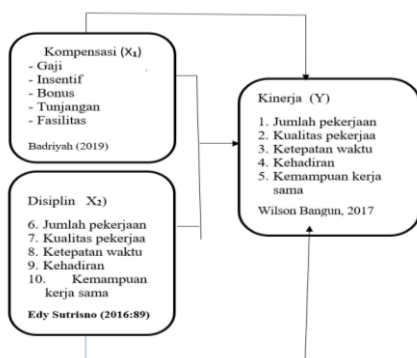 Kompensasi (X₁)
- Gaji
- Insentif
- Bonus
- Tunjangan
- Fasilitas
Badriyah (2019)
Disiplin X₂)
6. Jumlah pekerjaan
7. Kualitas pekerjaa
8. Ketepatan waktu
9. Kehadiran
10. Kemampuan
kerja sama
Edy Sutrisno (2016:89)
Kinerja (Y)
1. Jumlah pekerjaan
2. Kualitas pekerjaa
3. Ketepatan waktu
4. Kehadiran
5. Kemampuan kerja
sama
Wilson Bangun, 2017